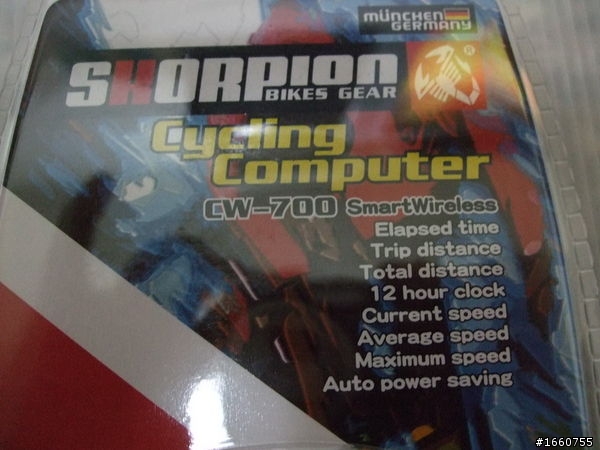 MÜNCHEN
GERMANY
SKORPION ®
BIKES GEAR
Cycling
Computer
CW-700 SmartWireless
Elapsed time
Trip distance
Total distance
12 hour clock
Current speed
Average speed
Maximum speed
Auto power saving
#1660755